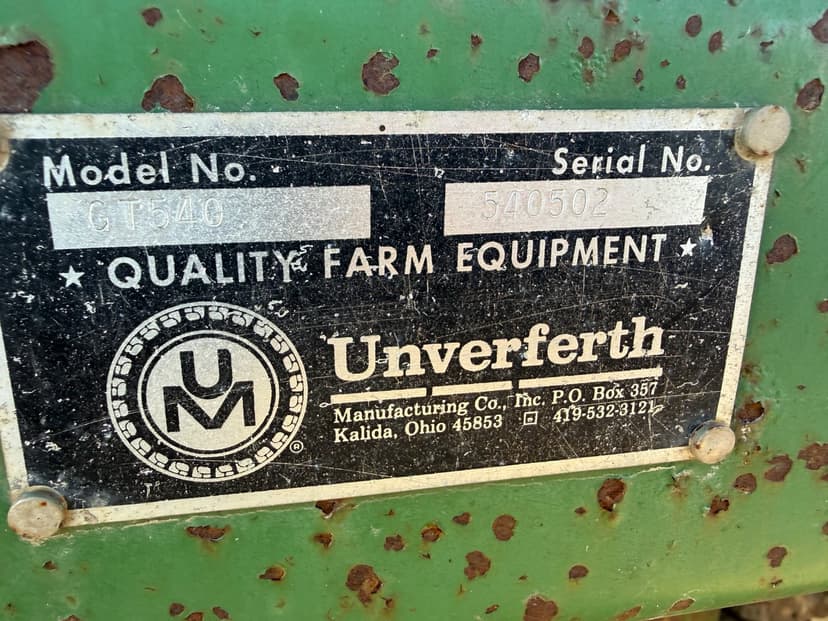 Model No.
Serial No.
GT540
540502
★ QUALITY FARM EQUIPMENT ★
UM
®
Unverferth
Manufacturing Co., Inc. P.O. Box 357
Kalida, Ohio 45853 419-532-3121